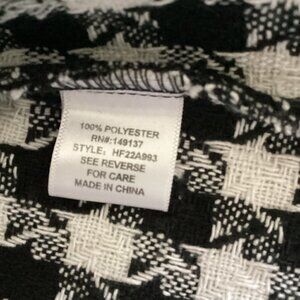 100% POLYESTER
RN#:149137
STYLE: HF22A993
SEE REVERSE
FOR CARE
MADE IN CHINA